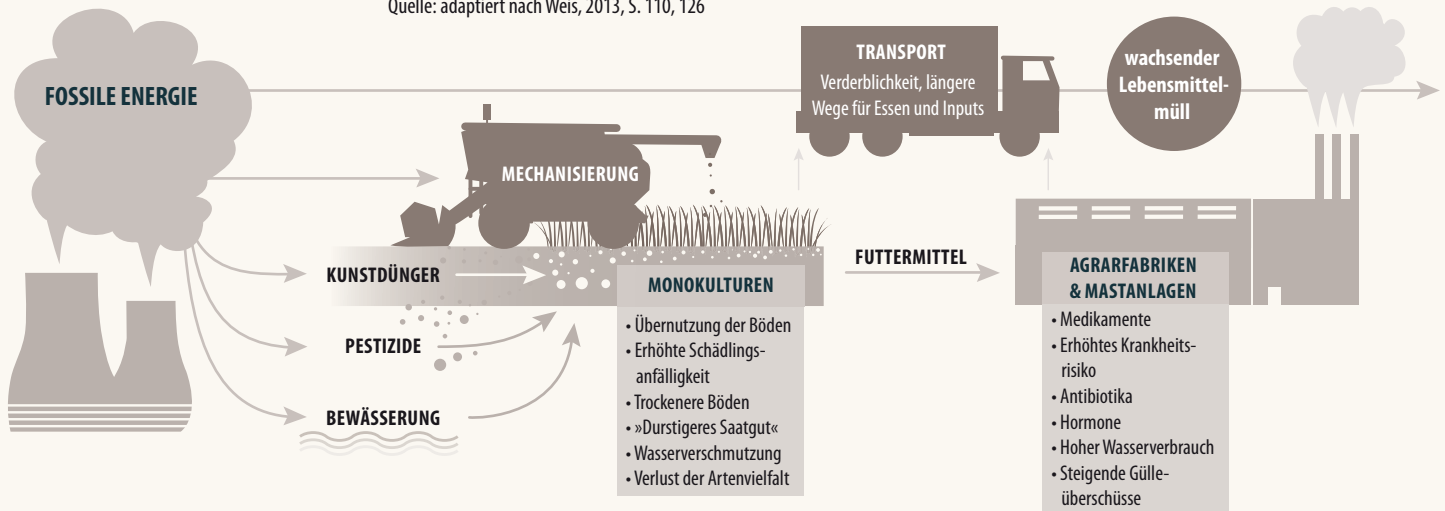 Quelle: adaptiert nach Weis, 2013, S. 110, 126
FOSSILE ENERGIE
TRANSPORT
Verderblichkeit, längere
Wege für Essen und Inputs
wachsender
Lebensmittel-
müll
MECHANISIERUNG
KUNSTDÜNGER
PESTIZIDE
BEWÄSSERUNG
MONOKULTUREN
• Übernutzung der Böden
• Erhöhte Schädlings-
anfälligkeit
• Trockenere Böden
• »Durstigeres Saatgut«
• Wasserverschmutzung
• Verlust der Artenvielfalt
FUTTERMITTEL
AGRARFABRIKEN
& MASTANLAGEN
• Medikamente
• Erhöhtes Krankheits-
risiko
• Antibiotika
• Hormone
• Hoher Wasserverbrauch
• Steigende Gülle-
überschüsse